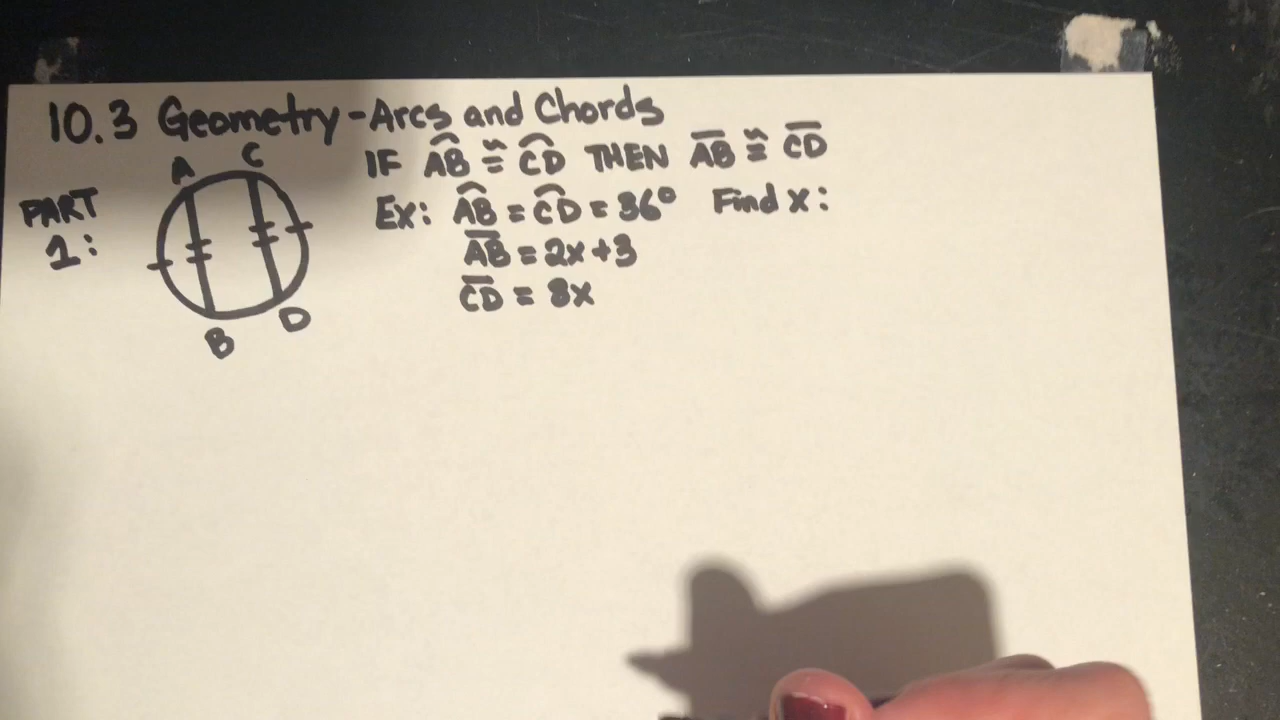 10.3 Geometry-Arcs and Chords
IF AB ≅ CD THEN AB ≅ CD
PART
1:
A
C
B
D
Ex: AB = CD = 36° Find x:
AB = 2x+3
CD = 8x